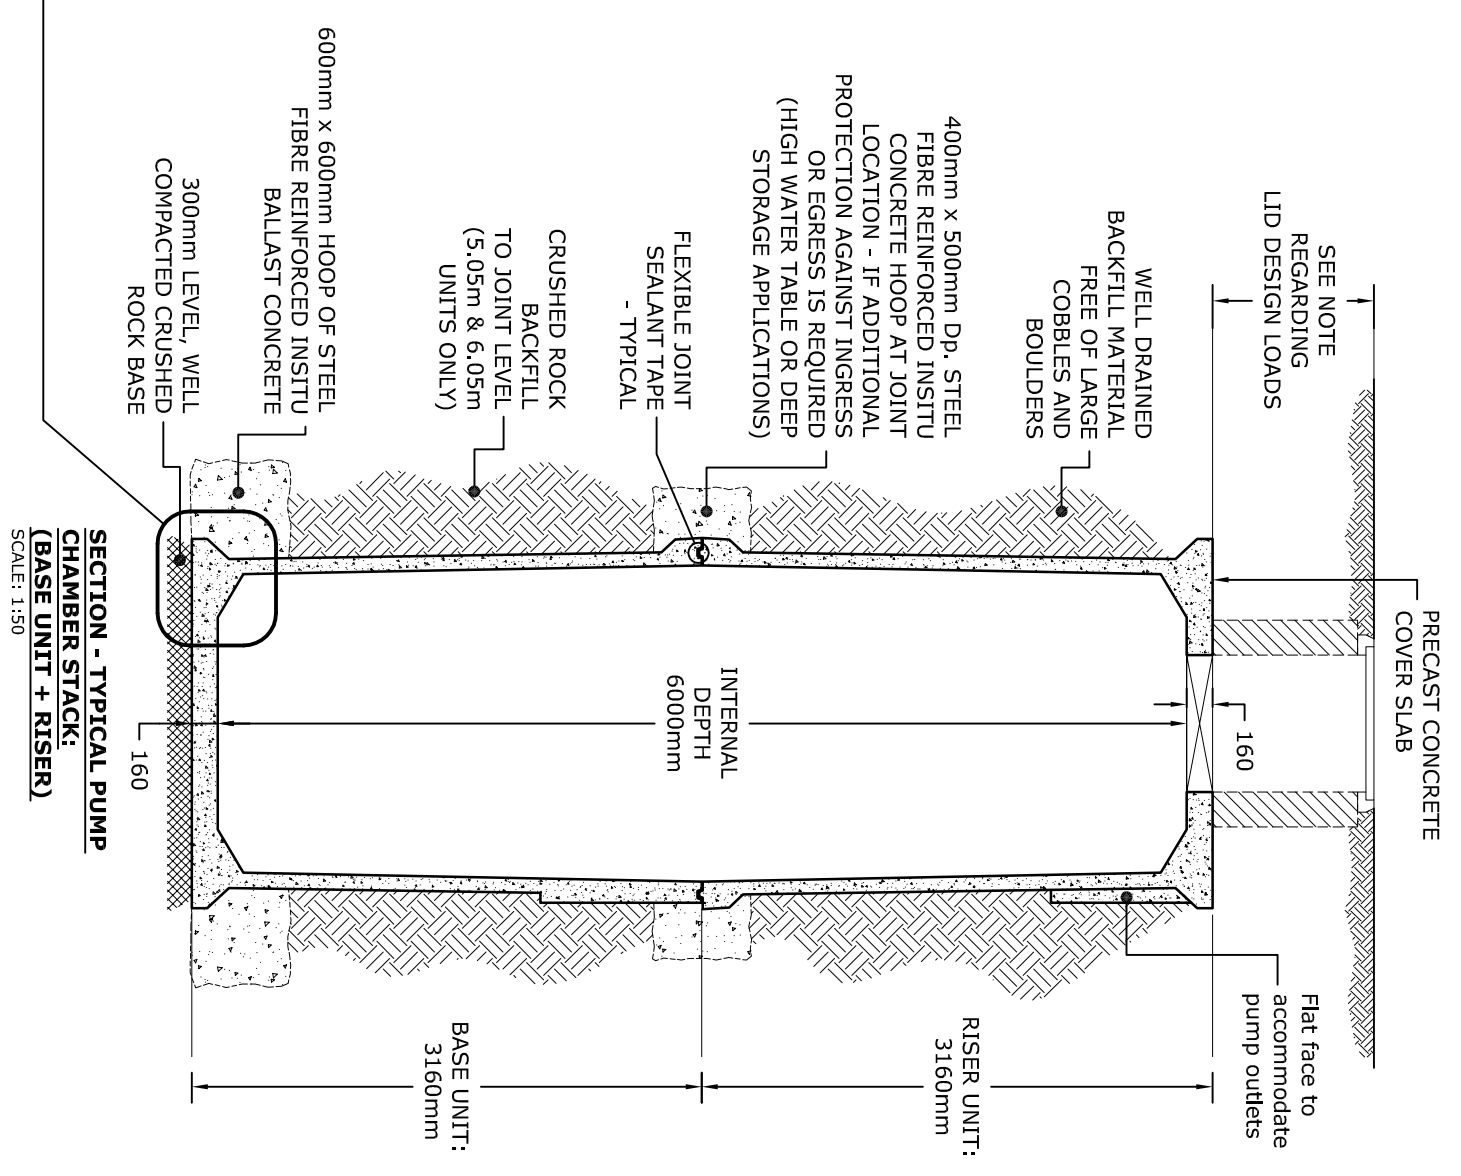 SEE NOTE
REGARDING
LID DESIGN LOADS
PRECAST CONCRETE
COVER SLAB
160
WELL DRAINED
BACKFILL MATERIAL
FREE OF LARGE
COBBLES AND
BOULDERS
400mm x 500mm Dp. STEEL
FIBRE REINFORCED INSITU
CONCRETE HOOP AT JOINT
LOCATION - IF ADDITIONAL
PROTECTION AGAINST INGRESS
OR EGRESS IS REQUIRED
(HIGH WATER TABLE OR DEEP
STORAGE APPLICATIONS)
FLEXIBLE JOINT
SEALANT TAPE
- TYPICAL
CRUSHED ROCK
BACKFILL
TO JOINT LEVEL
(5.05m & 6.05m
UNITS ONLY)
600mm x 600mm HOOP OF STEEL
FIBRE REINFORCED INSITU
BALLAST CONCRETE
300mm LEVEL, WELL
COMPACTED CRUSHED
ROCK BASE
INTERNAL
DEPTH
6000mm
160
Flat face to
accommodate
pump outlets
RISER UNIT:
3160mm
BASE UNIT:
3160mm
SECTION - TYPICAL PUMP
CHAMBER STACK:
(BASE UNIT + RISER)
SCALE: 1:50